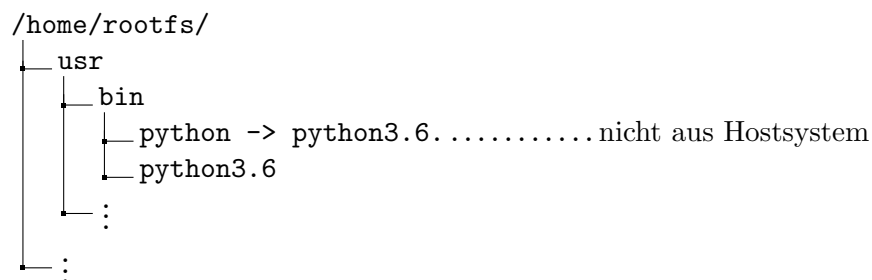 /home/rootfs/
usr
bin
python -> python3.6.............nicht aus Hostsystem
python3.6
⋮
⋮